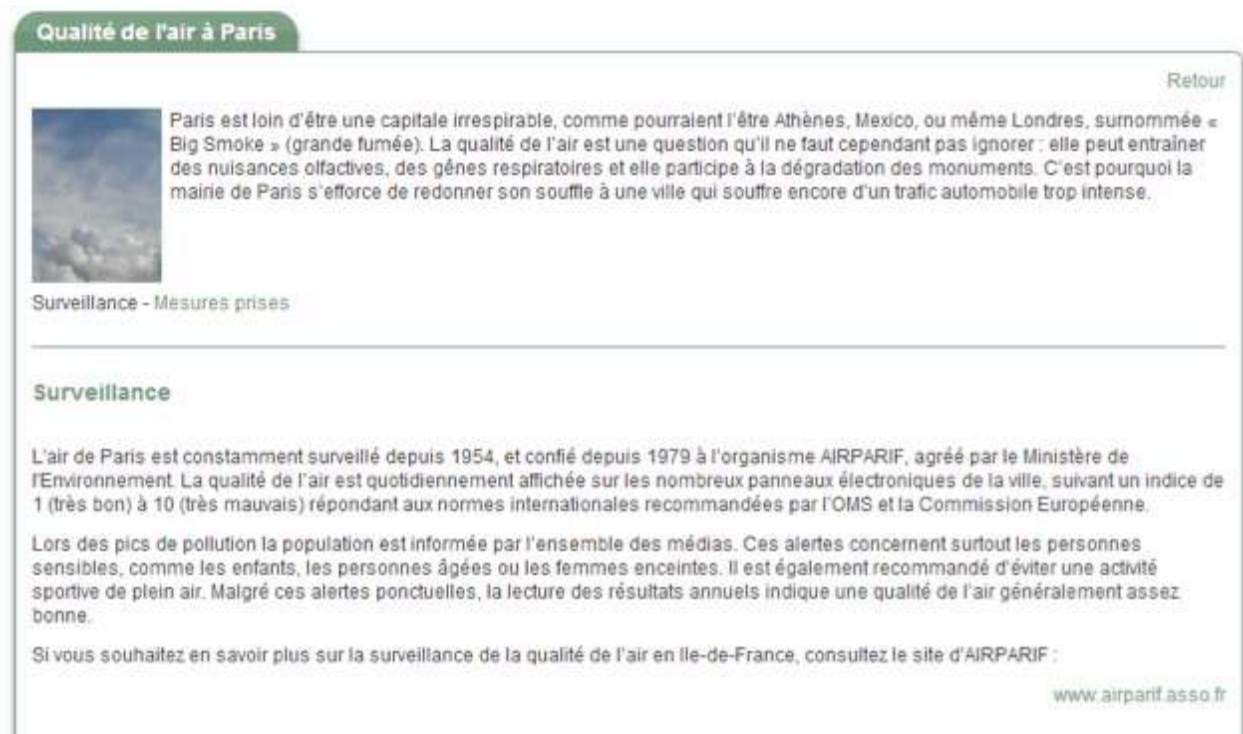 Qualité de l'air à Paris
Retour
Paris est loin d'être une capitale irrespirable, comme pourraient l'être Athènes, Mexico, ou même Londres, surnommée «
Big Smoke » (grande fumée). La qualité de l'air est une question qu'il ne faut cependant pas ignorer : elle peut entraîner
des nuisances olfactives, des gênes respiratoires et elle participe à la dégradation des monuments. C'est pourquoi la
mairie de Paris s'efforce de redonner son souffle à une ville qui souffre encore d'un trafic automobile trop intense.
Surveillance - Mesures prises
Surveillance
L'air de Paris est constamment surveillé depuis 1954, et confié depuis 1979 à l'organisme AIRPARIF, agréé par le Ministère de
l'Environnement. La qualité de l'air est quotidiennement affichée sur les nombreux panneaux électroniques de la ville, suivant un indice de
1 (très bon) à 10 (très mauvais) répondant aux normes internationales recommandées par l'OMS et la Commission Européenne.
Lors des pics de pollution la population est informée par l'ensemble des médias. Ces alertes concernent surtout les personnes
sensibles, comme les enfants, les personnes âgées ou les femmes enceintes. Il est également recommandé d'éviter une activité
sportive de plein air. Malgré ces alertes ponctuelles, la lecture des résultats annuels indique une qualité de l'air généralement assez
bonne.
Si vous souhaitez en savoir plus sur la surveillance de la qualité de l'air en Ile-de-France, consultez le site d'AIRPARIF :
www.airparif.asso.fr